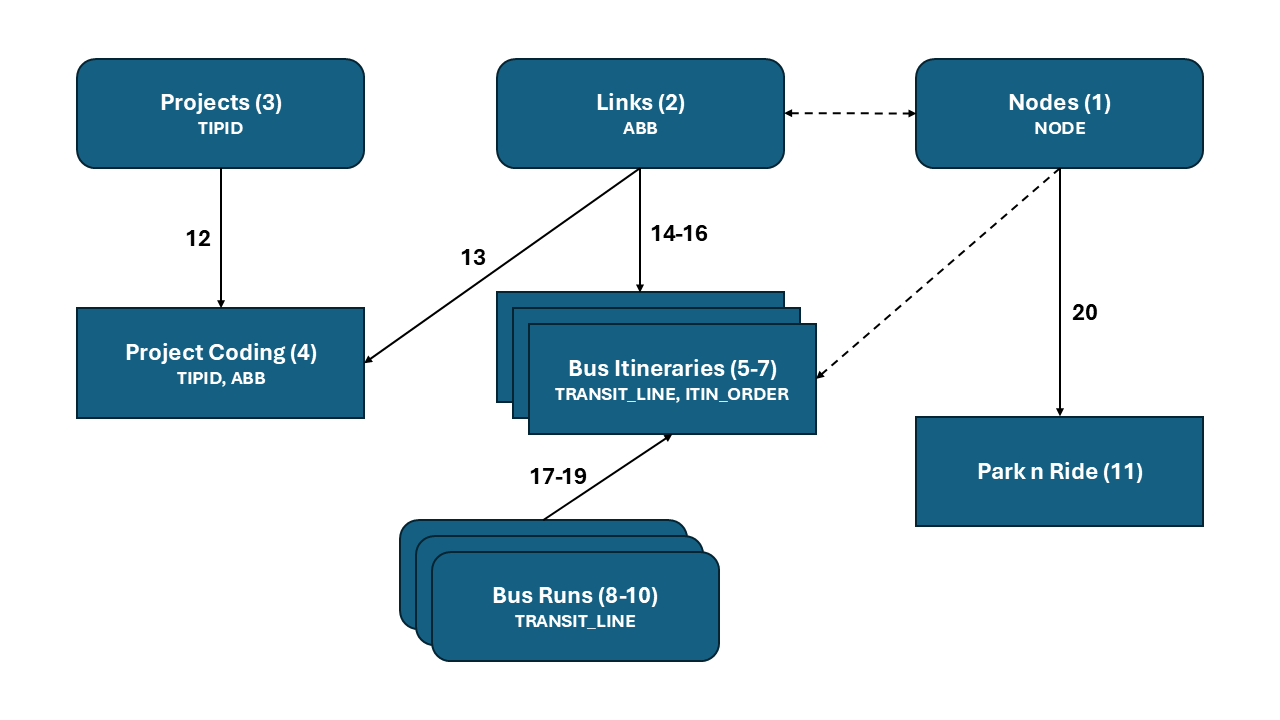 Projects (3)
TIPID
Links (2)
ABB
Nodes (1)
NODE
12
13
14-16
20
Project Coding (4)
TIPID, ABB
Bus Itineraries (5-7)
TRANSIT_LINE, ITIN_ORDER
Park n Ride (11)
17-19
Bus Runs (8-10)
TRANSIT_LINE